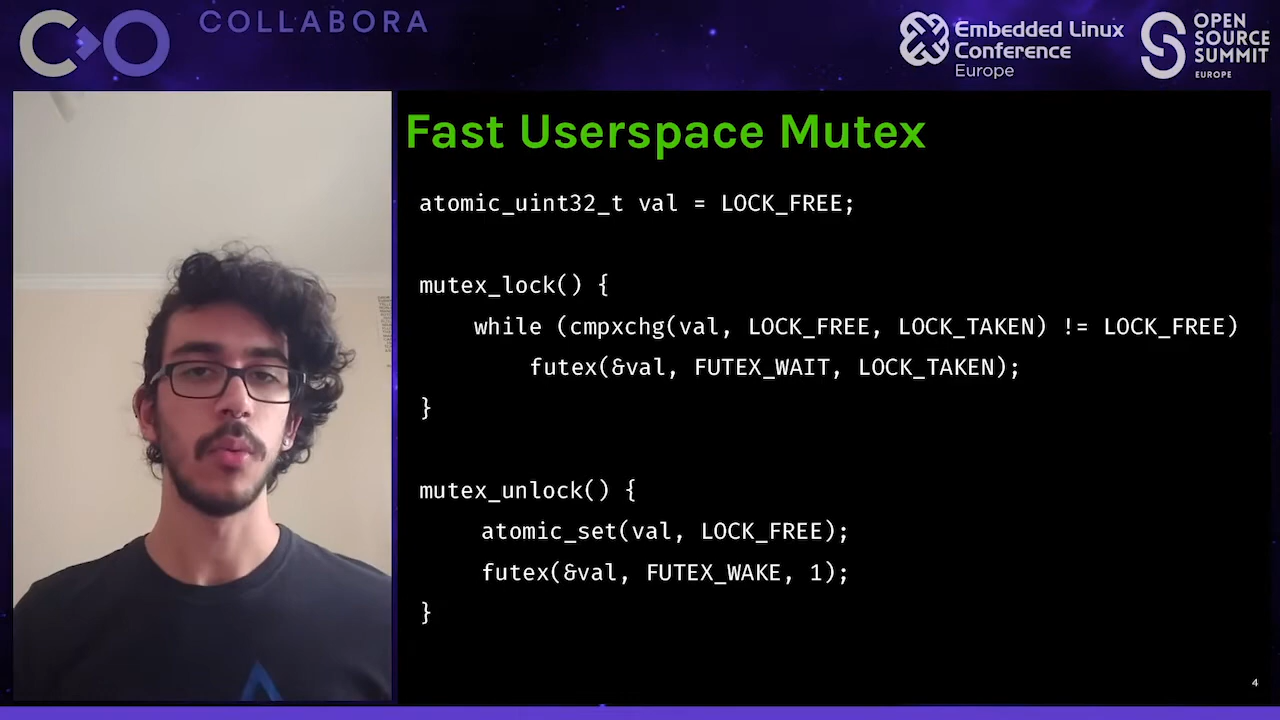 COLLABORA
Embedded Linux
Conference
Europe
OPEN
SOURCE
SUMMIT
EUROPE
Fast Userspace Mutex
atomic_uint32_t val = LOCK_FREE;
mutex_lock() {
while (cmpxchg(val, LOCK_FREE, LOCK_TAKEN) != LOCK_FREE)
futex(&val, FUTEX_WAIT, LOCK_TAKEN);
}
mutex_unlock() {
atomic_set(val, LOCK_FREE);
futex(&val, FUTEX_WAKE, 1);
}
4